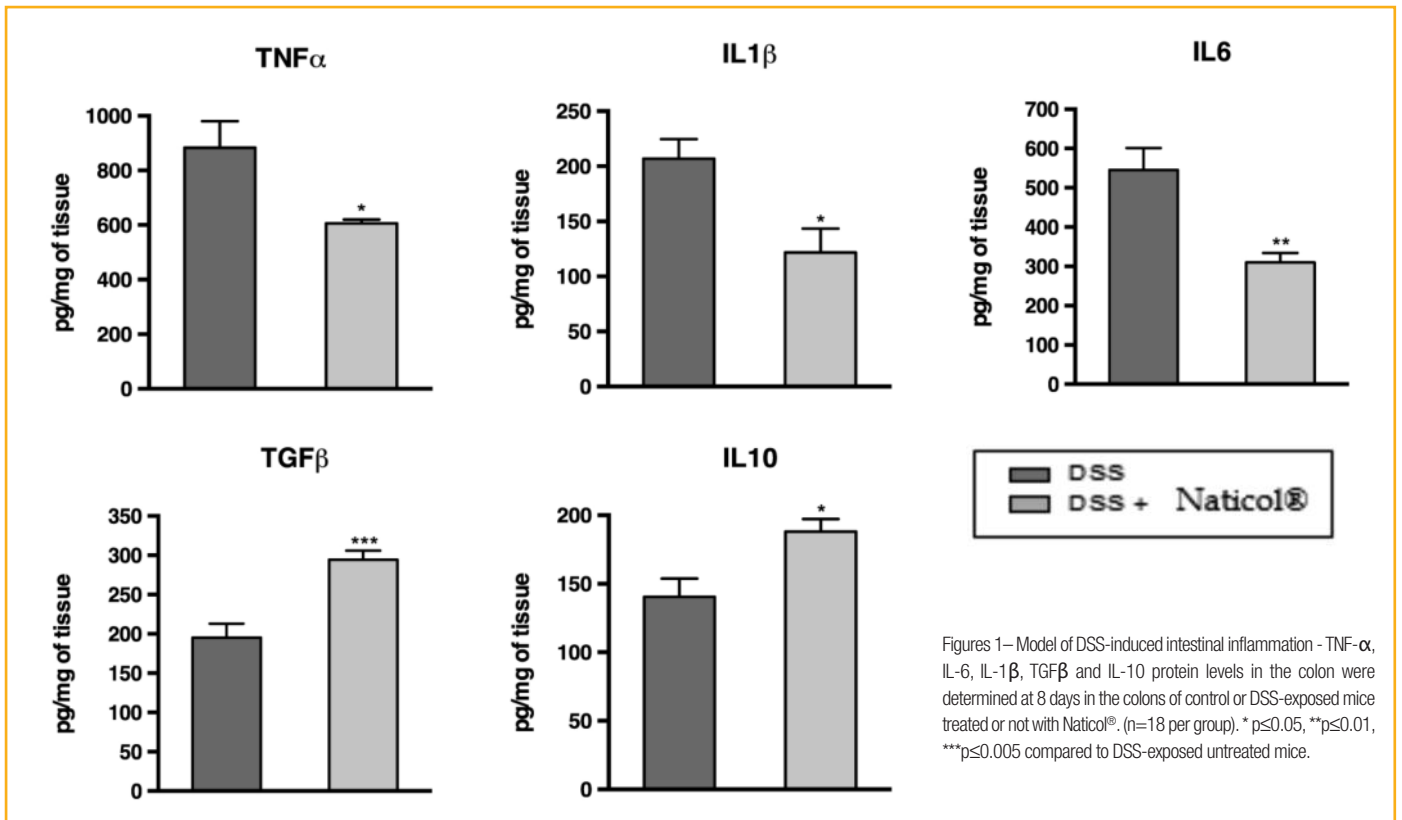 TNFα
pg/mg of tissue
1000
800
600
400
200
0
*
IL1β
pg/mg of tissue
250
200
150
100
50
0
*
IL6
pg/mg of tissue
700
600
500
400
300
200
100
0
**
TGFβ
pg/mg of tissue
350
300
250
200
150
100
50
0
***
IL10
pg/mg of tissue
200
150
100
50
0
*
DSS
DSS + Naticol®
Figures 1– Model of DSS-induced intestinal inflammation - TNF-α,
IL-6, IL-1β, TGFβ and IL-10 protein levels in the colon were
determined at 8 days in the colons of control or DSS-exposed mice
treated or not with Naticol®. (n=18 per group). * p≤0.05, **p≤0.01,
***p≤0.005 compared to DSS-exposed untreated mice.